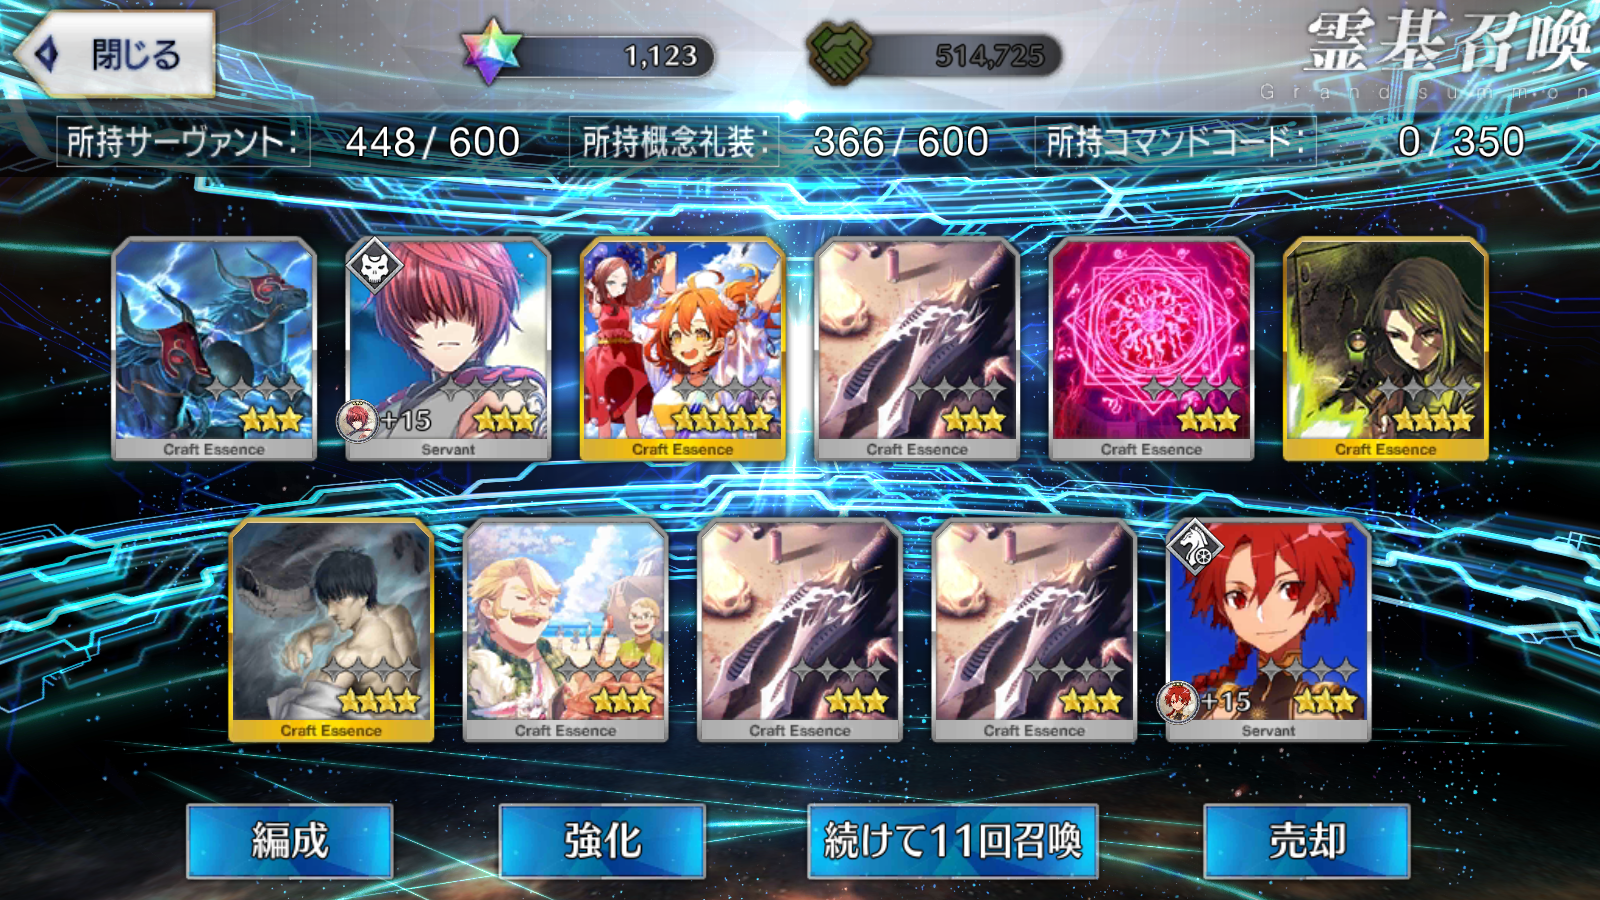 閉じる
1,123
514,725
霊基召喚
Grand summon
所持サーヴァント: 448 / 600
所持概念礼装: 366 / 600
所持コマンドコード: 0 / 350
Craft Essence
+15
Servant
Craft Essence
Craft Essence
Craft Essence
Craft Essence
Craft Essence
Craft Essence
Craft Essence
Craft Essence
+15
Servant
編成
強化
続けて11回召喚
売却